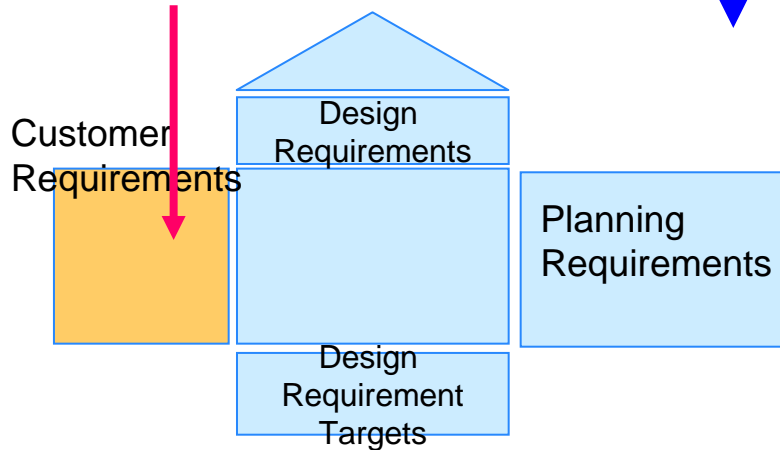 Design
Requirements
Customer
Requirements
Planning
Requirements
Design
Requirement
Targets